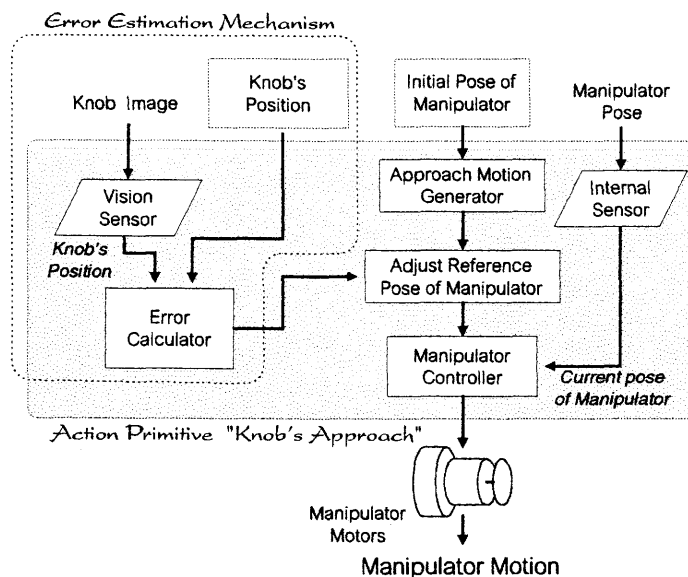 Error Estimation Mechanism
Knob Image
Knob's
Position
Initial Pose of
Manipulator
Manipulator
Pose
Vision
Sensor
Approach Motion
Generator
Internal
Sensor
Knob's
Position
Adjust Reference
Pose of Manipulator
Error
Calculator
Manipulator
Controller
Current pose
of Manipulator
Action Primitive "Knob's Approach"
Manipulator
Motors
Manipulator Motion